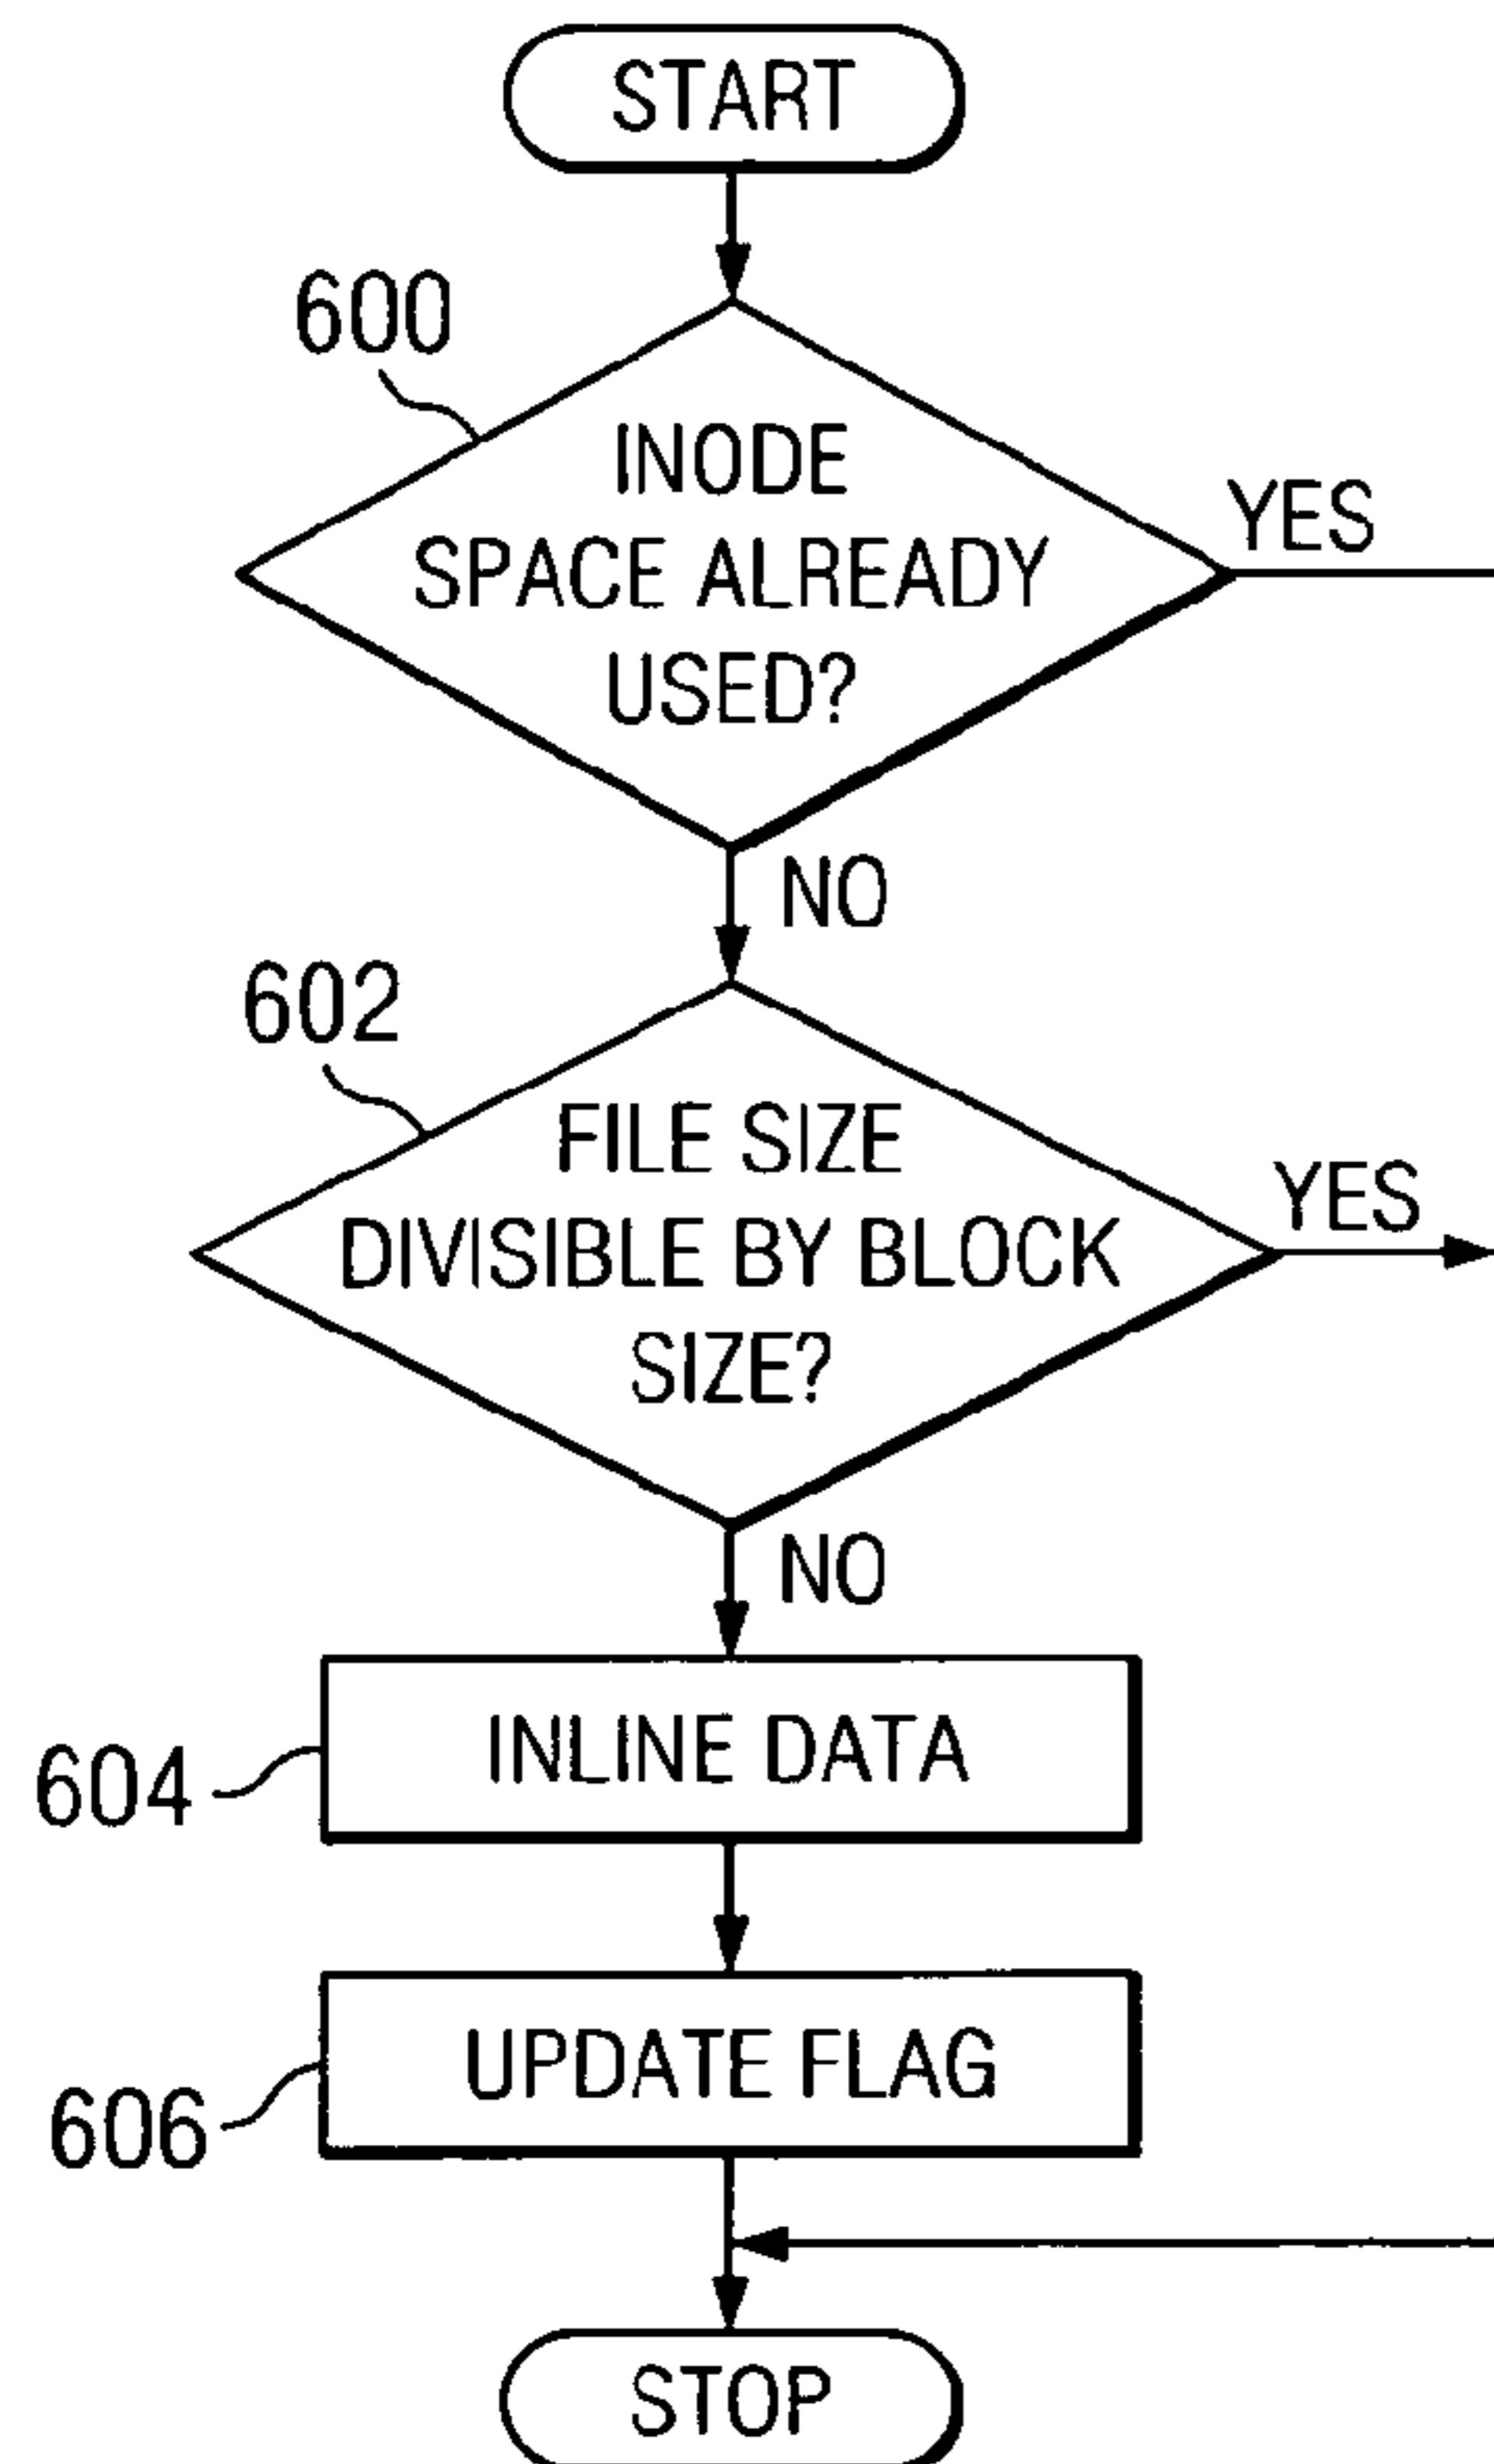 START
600
INODE
SPACE ALREADY
USED?
YES
NO
602
FILE SIZE
DIVISIBLE BY BLOCK
SIZE?
YES
NO
604
INLINE DATA
606
UPDATE FLAG
STOP